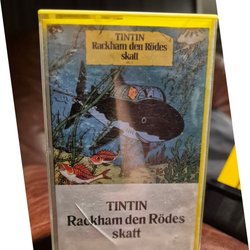 TINTIN
Rackham den Rödes
skatt
TINTIN
Rackham den Rödes
skatt